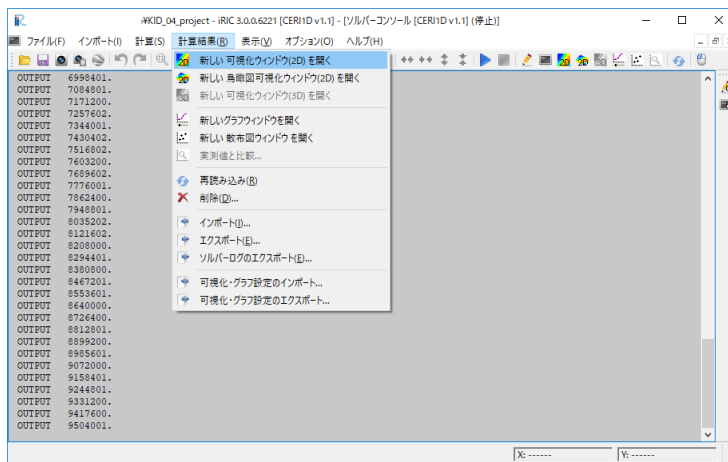 ¥KID_04_project - iRIC 3.0.0.6221 [CERI1D v1.1] - [ソルバーコンソール [CERI1D v1.1] (停止)]
ファイル(F) インポート(I) 計算(S) 計算結果(R) 表示(V) オプション(O) ヘルプ(H)
新しい 可視化ウィンドウ(2D) を開く
新しい 鳥瞰図可視化ウィンドウ(2D) を開く
新しい 可視化ウィンドウ(3D) を開く
新しいグラフウィンドウを開く
新しい 散布図ウィンドウ を開く
実測値と比較...
再読み込み(R)
削除(D)...
インポート(I)...
エクスポート(E)...
ソルバーログのエクスポート(E)...
可視化・グラフ設定のインポート...
可視化・グラフ設定のエクスポート...
OUTPUT 6998401.
OUTPUT 7084801.
OUTPUT 7171200.
OUTPUT 7257602.
OUTPUT 7344001.
OUTPUT 7430402.
OUTPUT 7516802.
OUTPUT 7603200.
OUTPUT 7689602.
OUTPUT 7776001.
OUTPUT 7862400.
OUTPUT 7948801.
OUTPUT 8035202.
OUTPUT 8121602.
OUTPUT 8208000.
OUTPUT 8294401.
OUTPUT 8380800.
OUTPUT 8467201.
OUTPUT 8553601.
OUTPUT 8640000.
OUTPUT 8726400.
OUTPUT 8812801.
OUTPUT 8899200.
OUTPUT 8985601.
OUTPUT 9072000.
OUTPUT 9158401.
OUTPUT 9244801.
OUTPUT 9331200.
OUTPUT 9417600.
OUTPUT 9504001.
X: ------ Y: ------